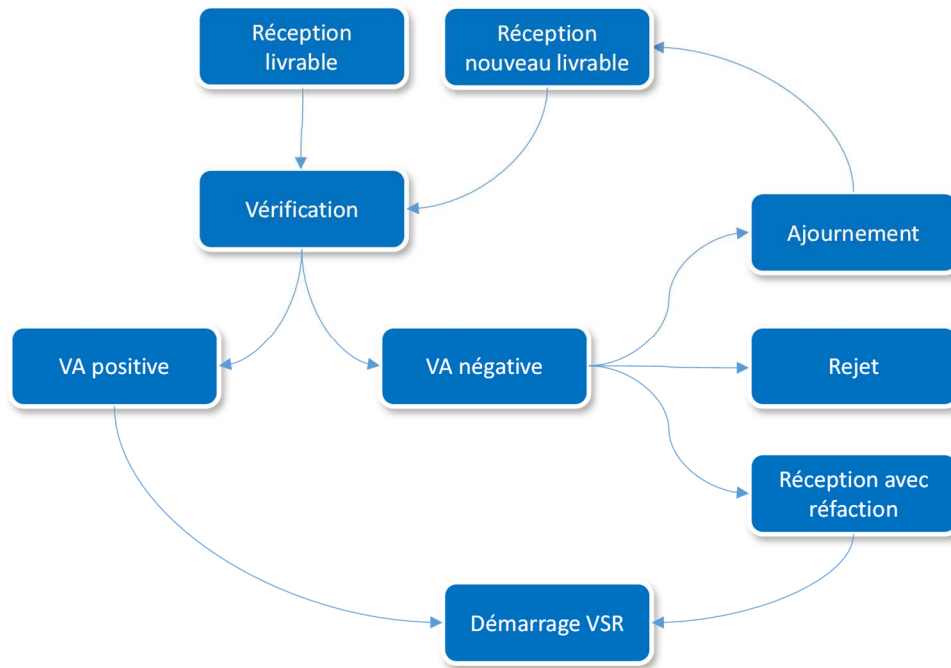 Réception
livrable
Réception
nouveau livrable
Vérification
Ajournement
VA positive
VA négative
Rejet
Réception avec
réfaction
Démarrage VSR